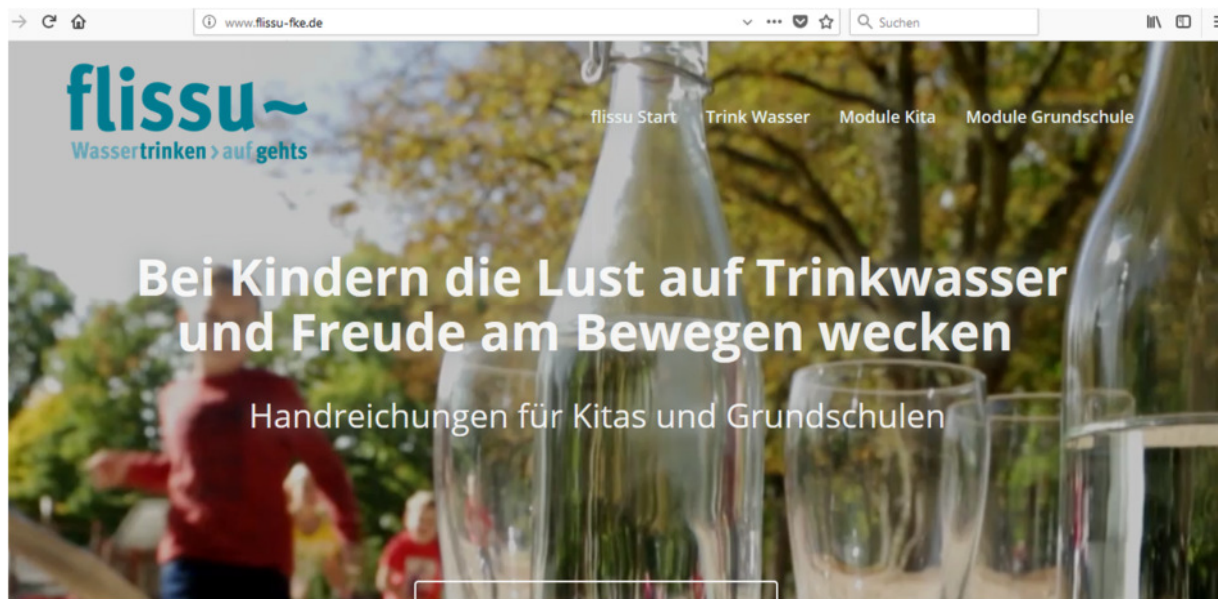 www.flissu-fke.de
Suchen
flissu~
Wassertrinken > auf gehts
flissu Start Trink Wasser Module Kita Module Grundschule
Bei Kindern die Lust auf Trinkwasser
und Freude am Bewegen wecken
Handreichungen für Kitas und Grundschulen